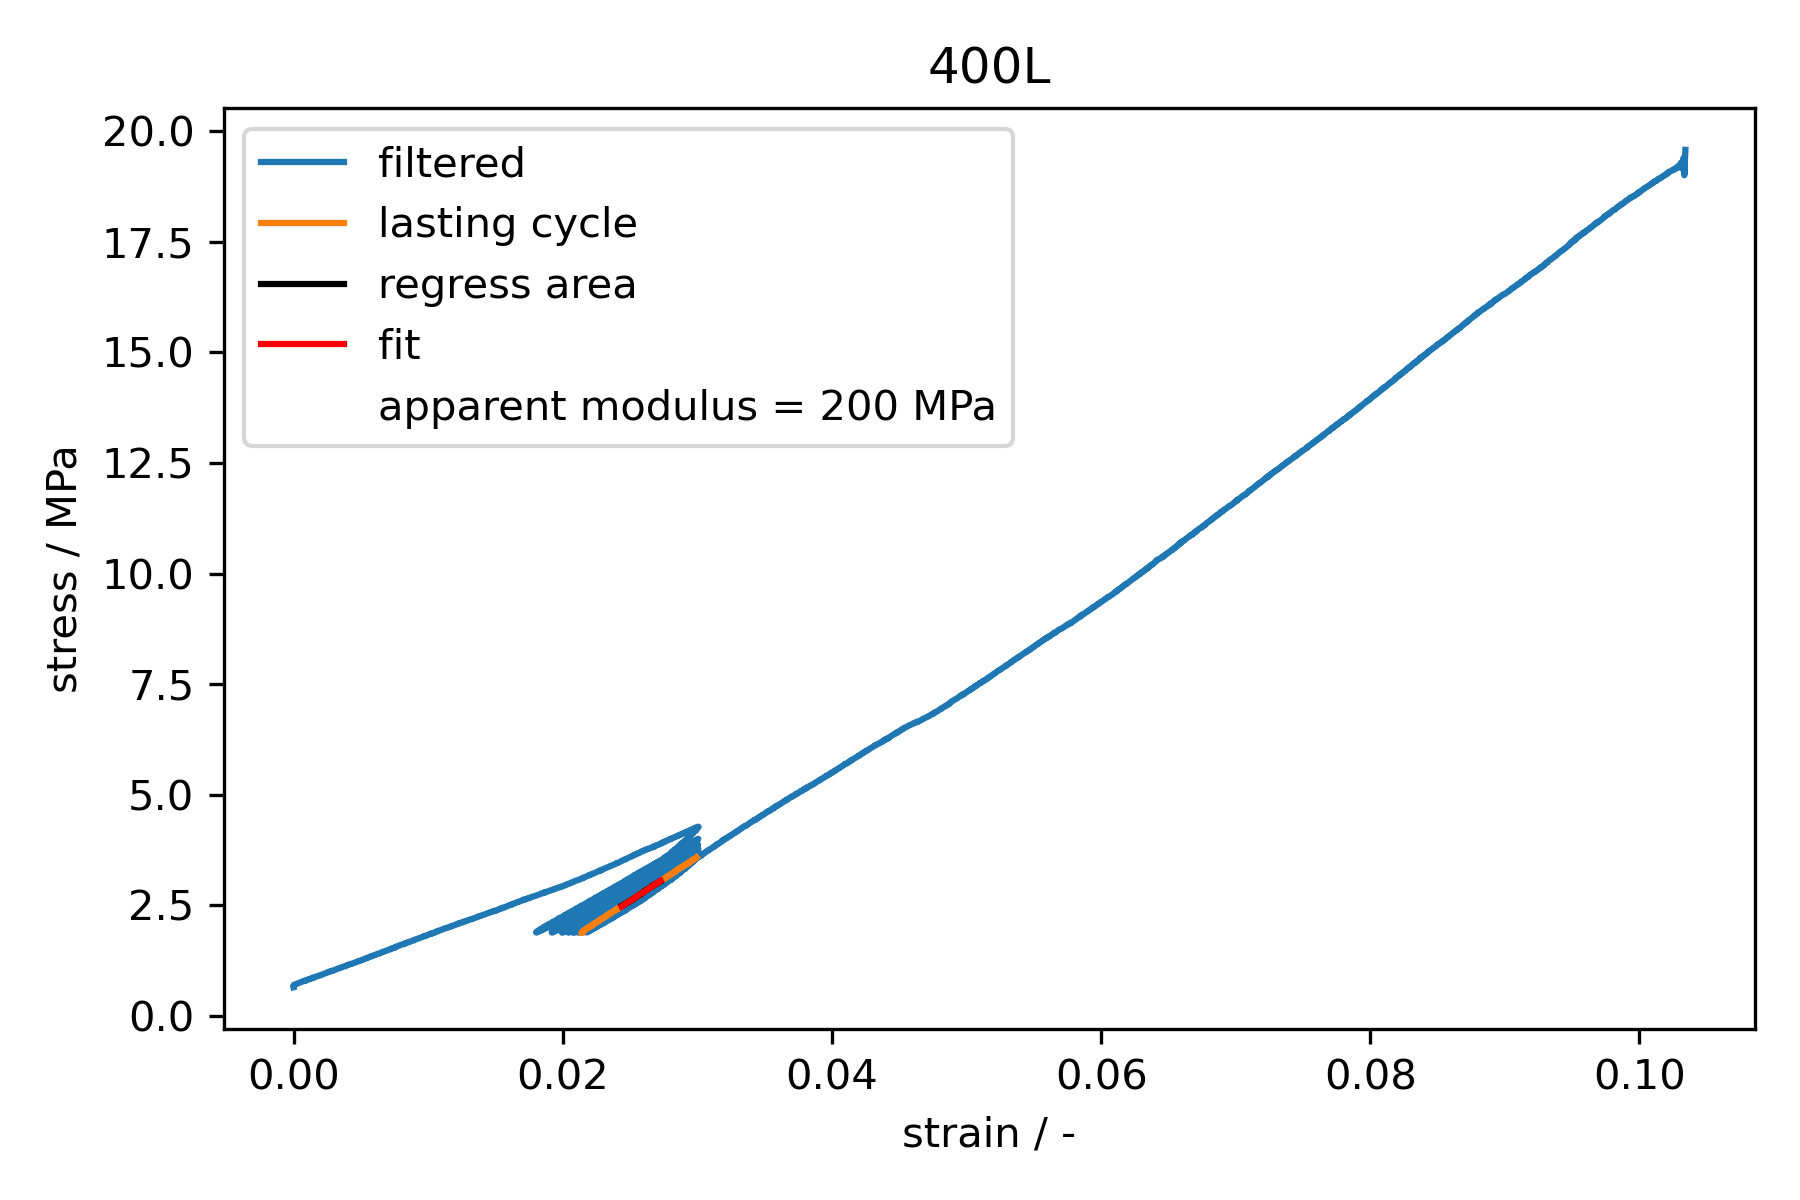 400L
20.0
17.5
15.0
12.5
10.0
7.5
5.0
2.5
0.0
stress / MPa
filtered
lasting cycle
regress area
fit
apparent modulus = 200 MPa
0.00 0.02 0.04 0.06 0.08 0.10
strain / -